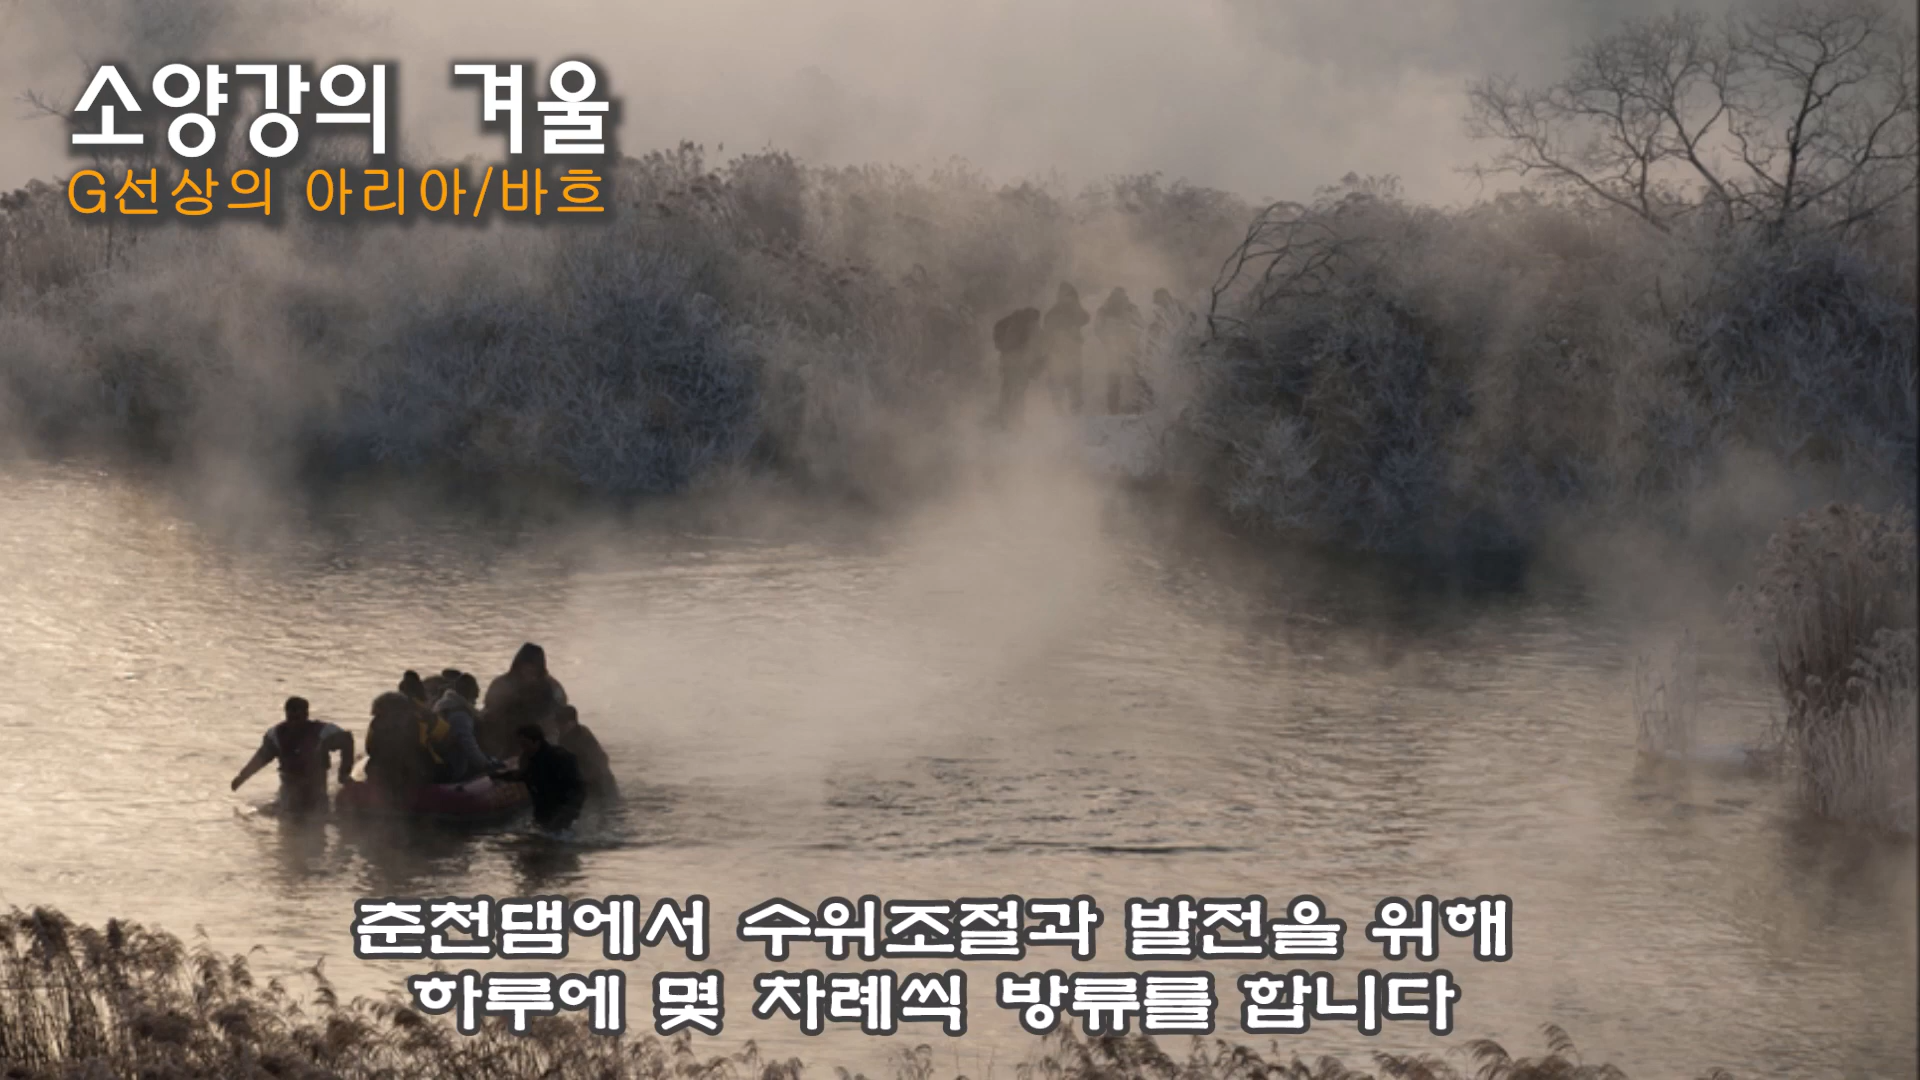 소양강의 겨울
G선상의 아리아/바흐
춘천댐에서 수위조절과 발전을 위해
하루에 몇 차례씩 방류를 합니다